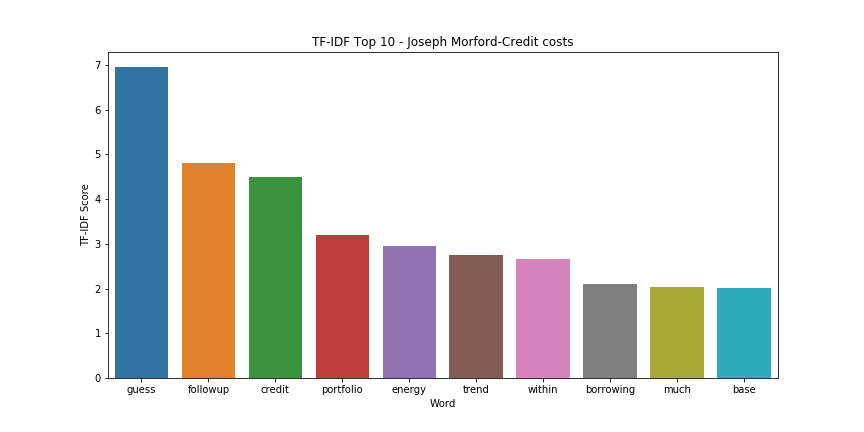 TF-IDF Top 10 - Joseph Morford-Credit costs
TF-IDF Score
7
6
5
4
3
2
1
0
guess followup credit portfolio energy trend within borrowing much base
Word